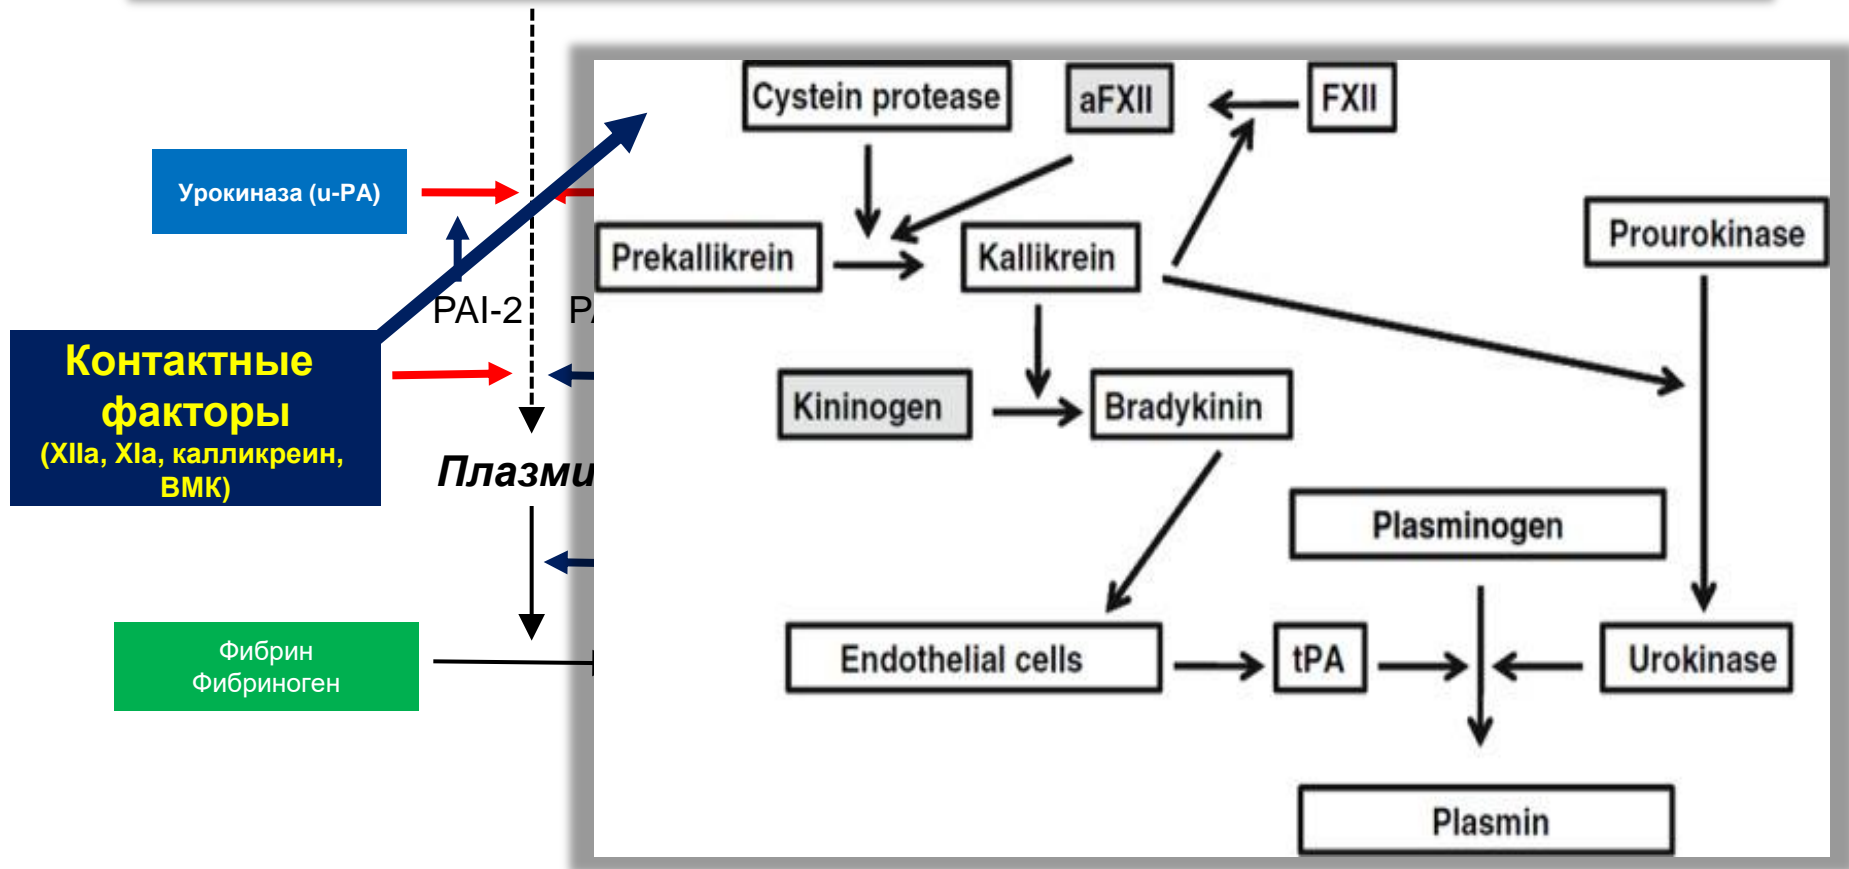 Cystein protease
aFXII
FXII
Урокиназа (u-PA)
Prekallikrein
Kallikrein
Prourokinase
PAI-2
Контактные
факторы
(XIIa, XIa, калликреин,
ВМК)
Kininogen
Bradykinin
Плазми
Plasminogen
Фибрин
Фибриноген
Endothelial cells
tPA
Urokinase
Plasmin